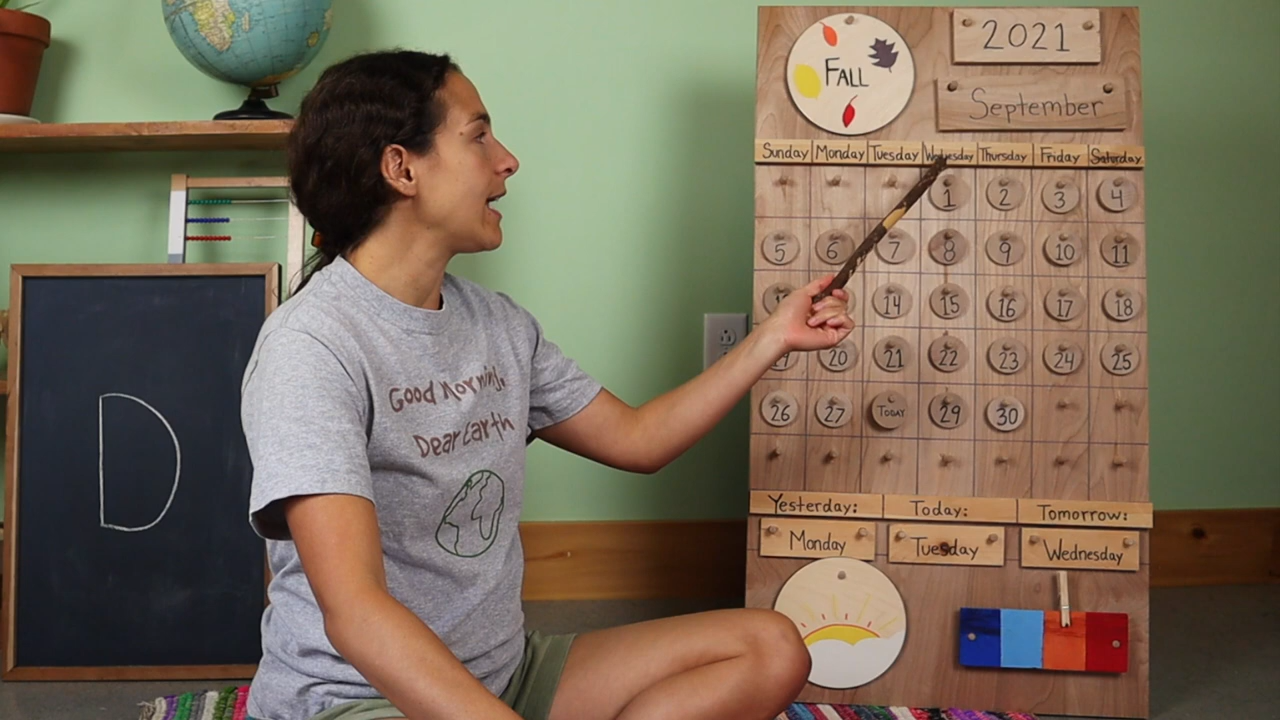 D
Good Morning,
Dear Earth
FALL
2021
September
Sunday Monday Tuesday Wednesday Thursday Friday Saturday
1 2 3 4
5 6 7 8 9 10 11
14 15 16 17 18
20 21 22 23 24 25
26 27 TODAY 29 30
Yesterday: Today: Tomorrow:
Monday Tuesday Wednesday